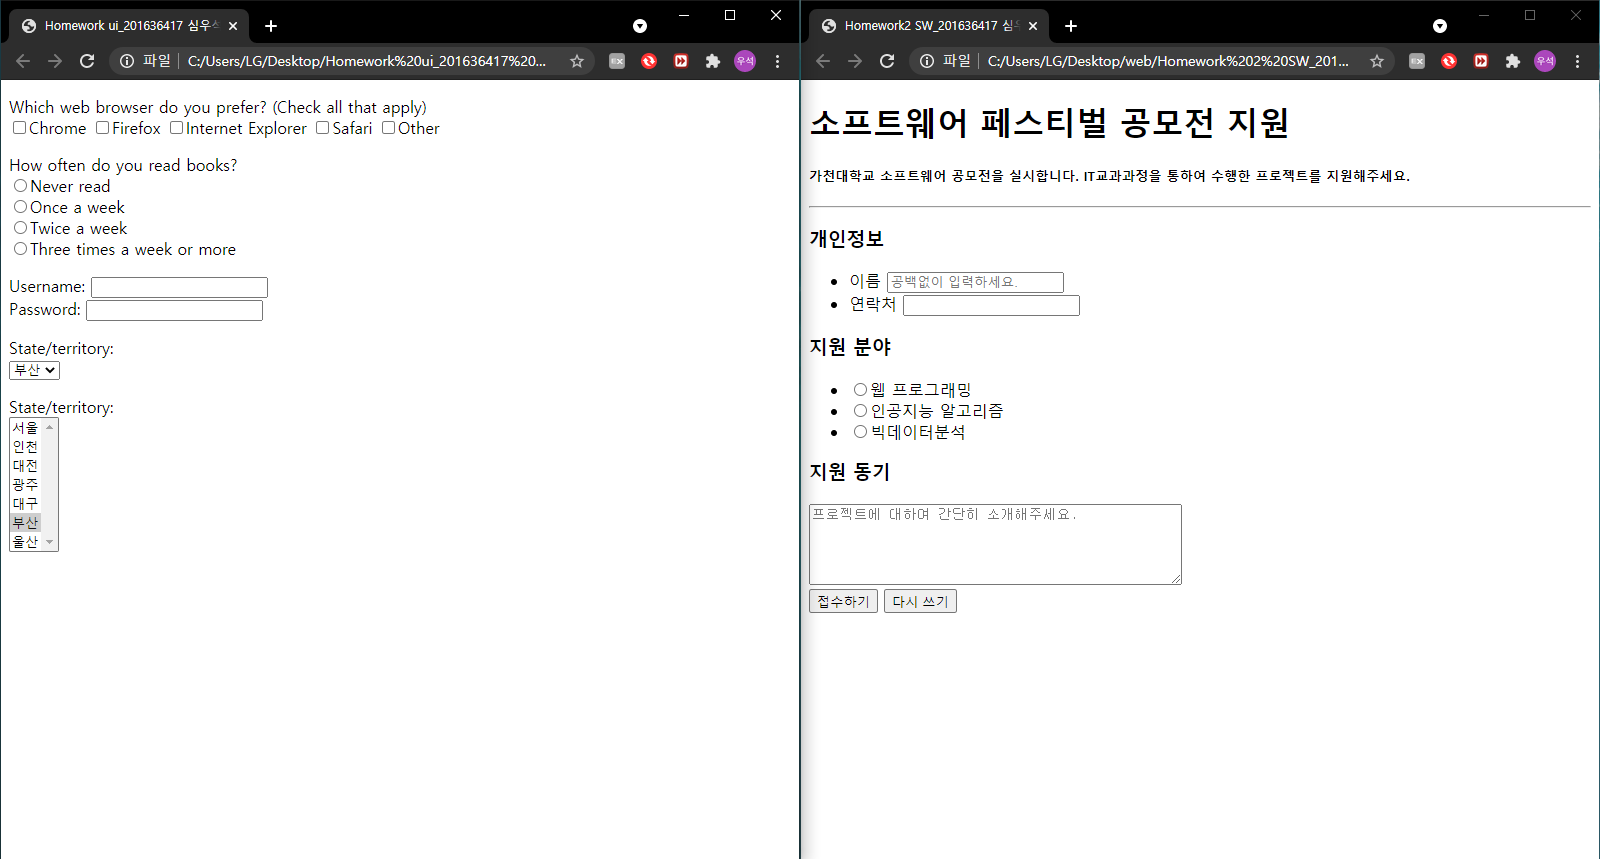 Homework ui_201636417 심우석
파일 C:/Users/LG/Desktop/Homework%20ui_201636417%20...
우석
Which web browser do you prefer? (Check all that apply)
Chrome Firefox Internet Explorer Safari Other
How often do you read books?
Never read
Once a week
Twice a week
Three times a week or more
Username:
Password:
State/territory:
부산
State/territory:
서울
인천
대전
광주
대구
부산
울산
Homework2 SW_201636417 심우
파일 C:/Users/LG/Desktop/web/Homework%202%20SW_201...
우석
소프트웨어 페스티벌 공모전 지원
가천대학교 소프트웨어 공모전을 실시합니다. IT교과과정을 통하여 수행한 프로젝트를 지원해주세요.
개인정보
이름 공백없이 입력하세요.
연락처
지원 분야
웹 프로그래밍
인공지능 알고리즘
빅데이터분석
지원 동기
프로젝트에 대하여 간단히 소개해주세요.
접수하기 다시 쓰기